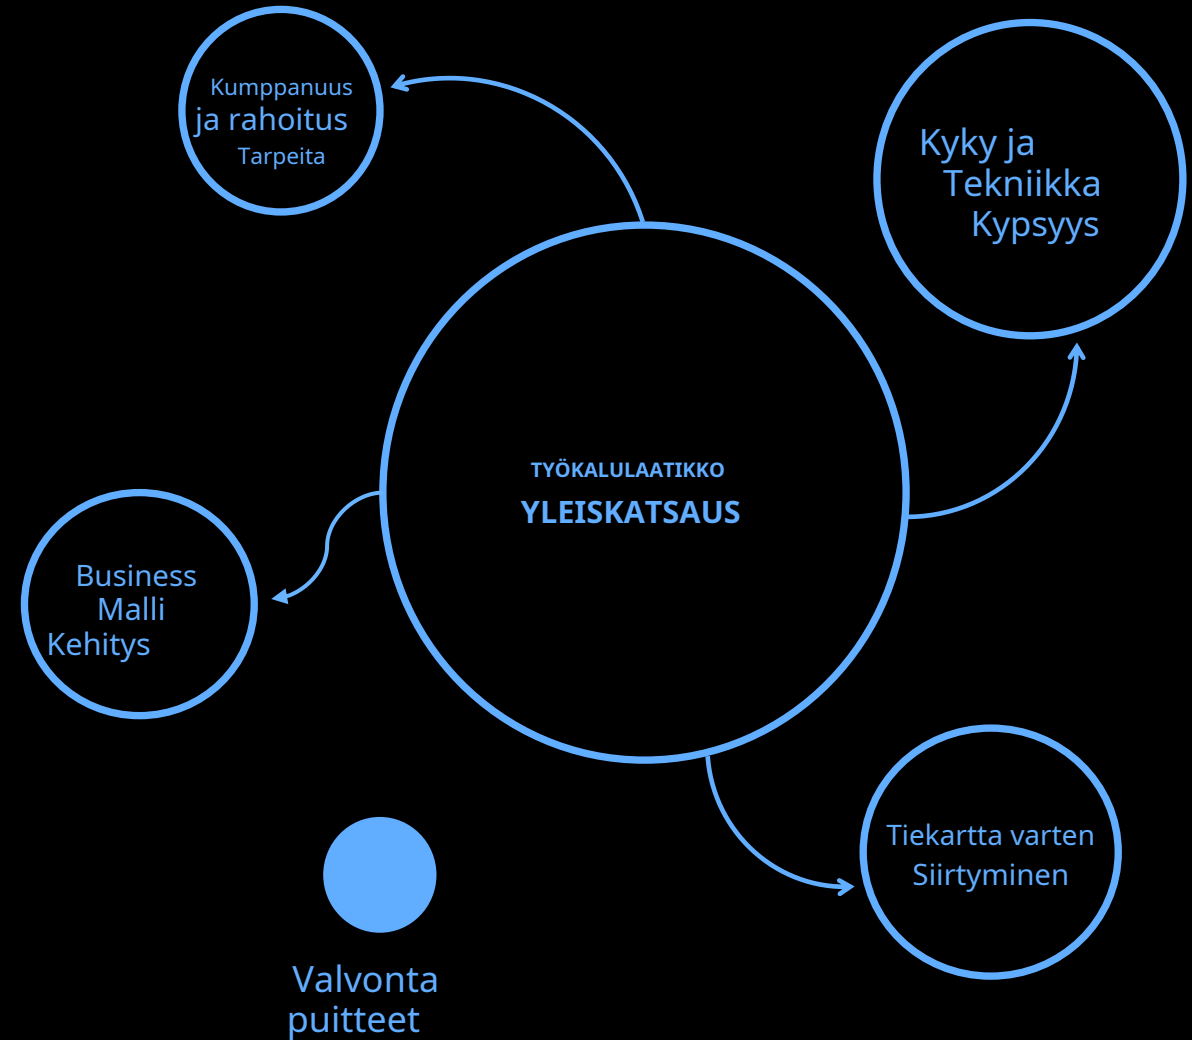 Kumppanuus
ja rahoitus
Tarpeita
Kyky ja
Tekniikka
Kypsyys
TYÖKALULAATIKKO
YLEISKATSAUS
Business
Malli
Kehitys
Tiekartta varten
Siirtyminen
Valvonta
puitteet